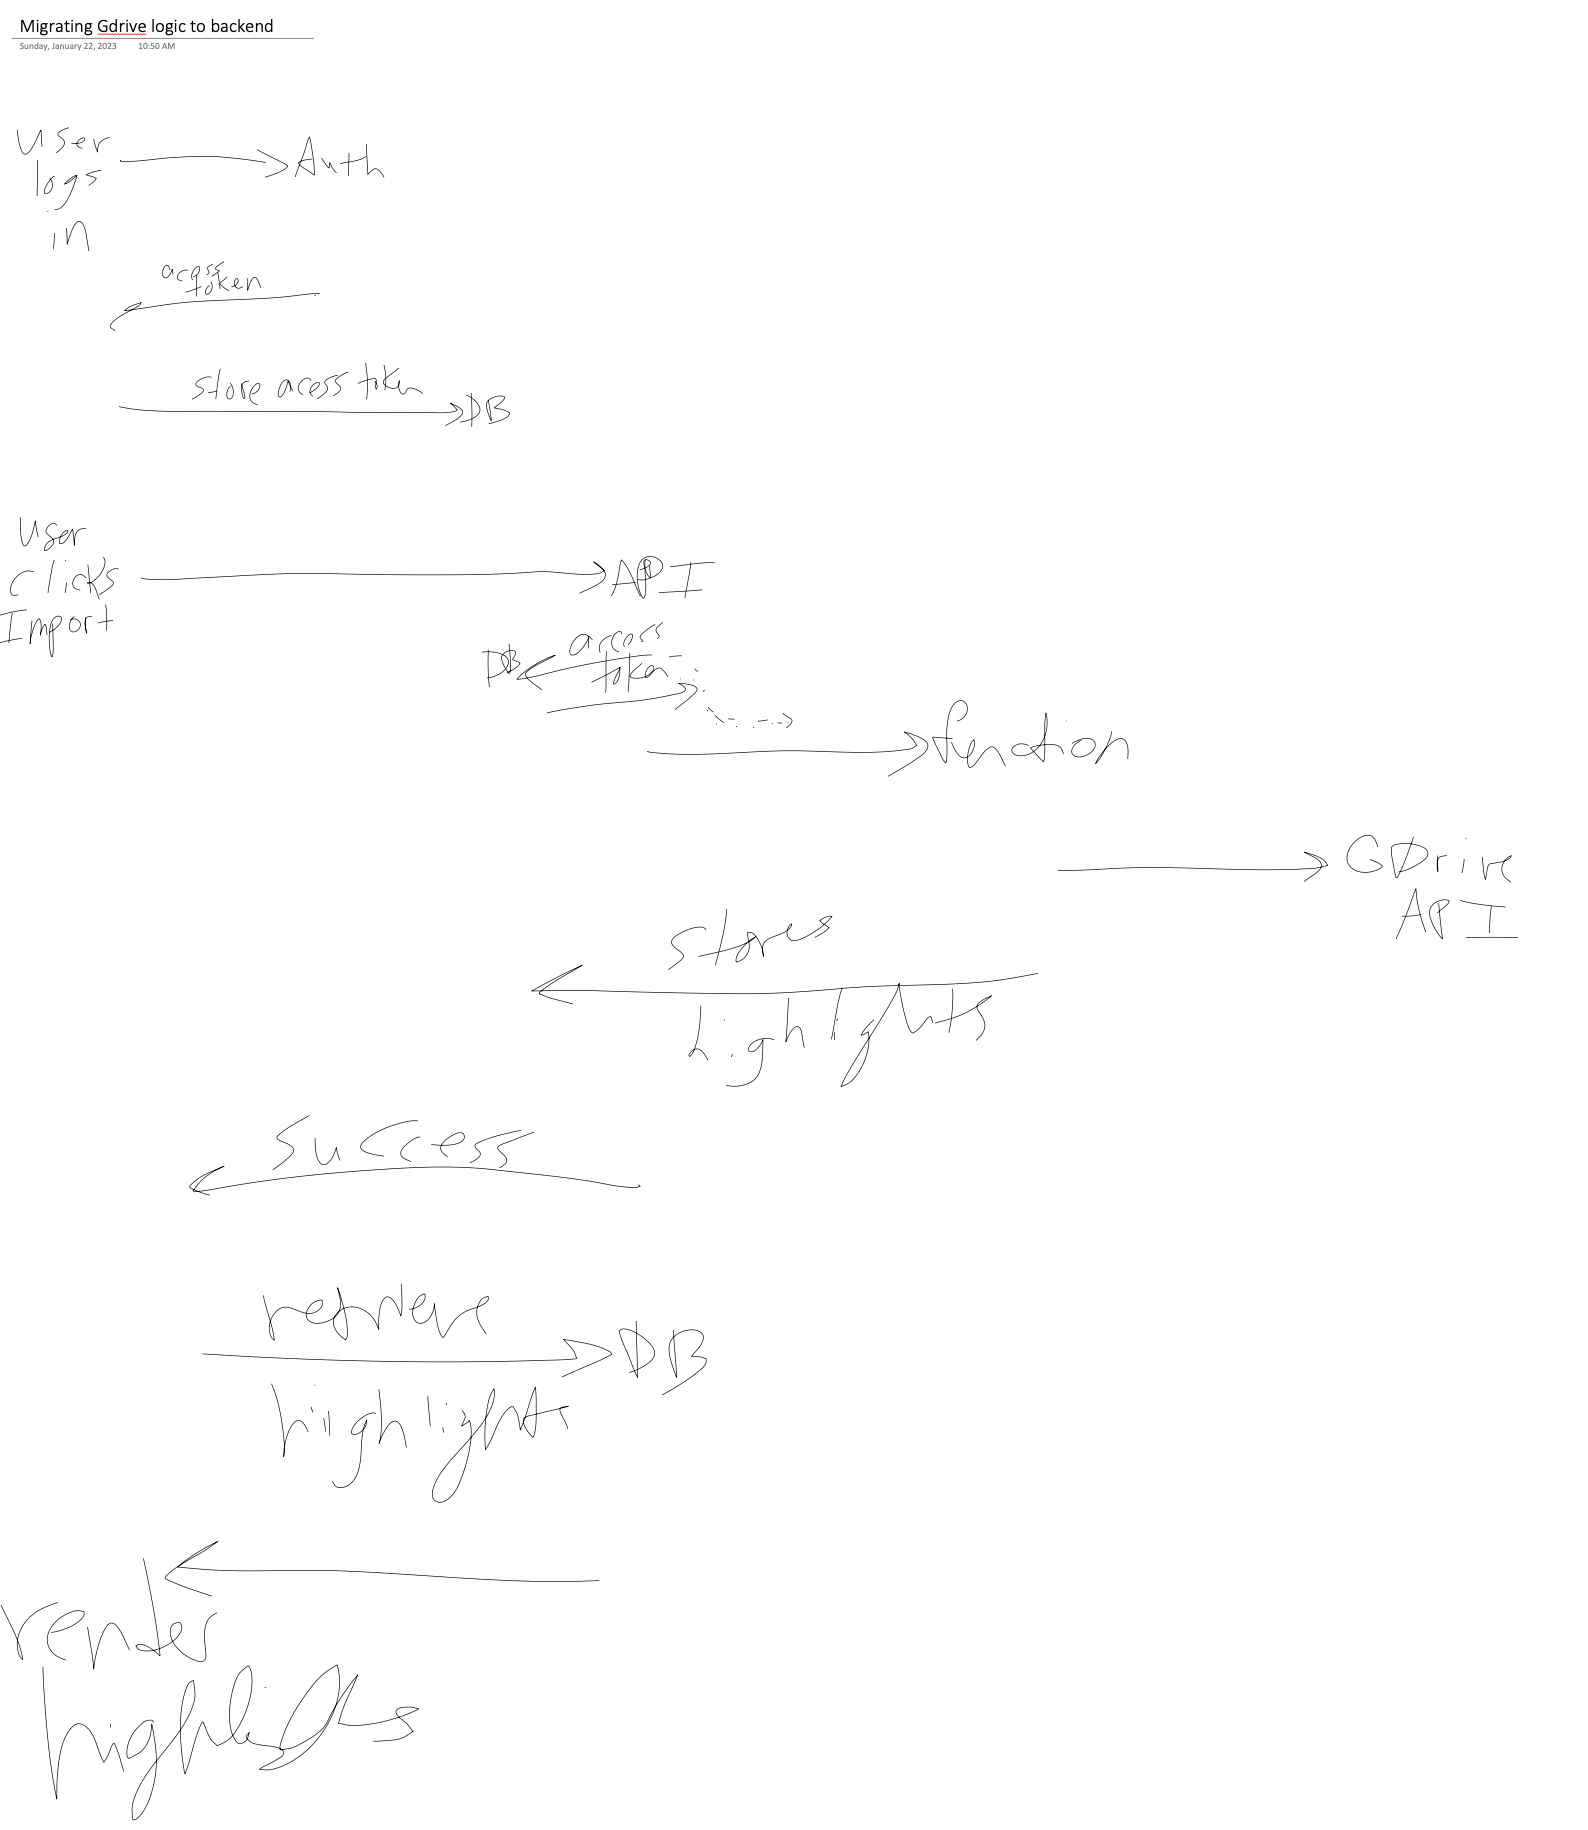 Migrating Gdrive logic to backend
Sunday, January 22, 2023 10:50 AM
user
logs
in
Auth
acess
token
store acess token
DB
User
Clicks
Import
API
DB
access
token
function
GDrive
API
stores
highlights
success
retrieve
DB
highlights
render
highlights